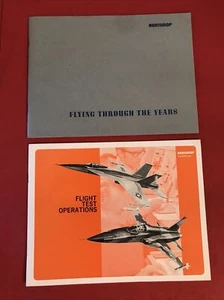 NORTHROP
FLYING THROUGH THE YEARS
NORTHROP
FLIGHT
TEST
OPERATIONS